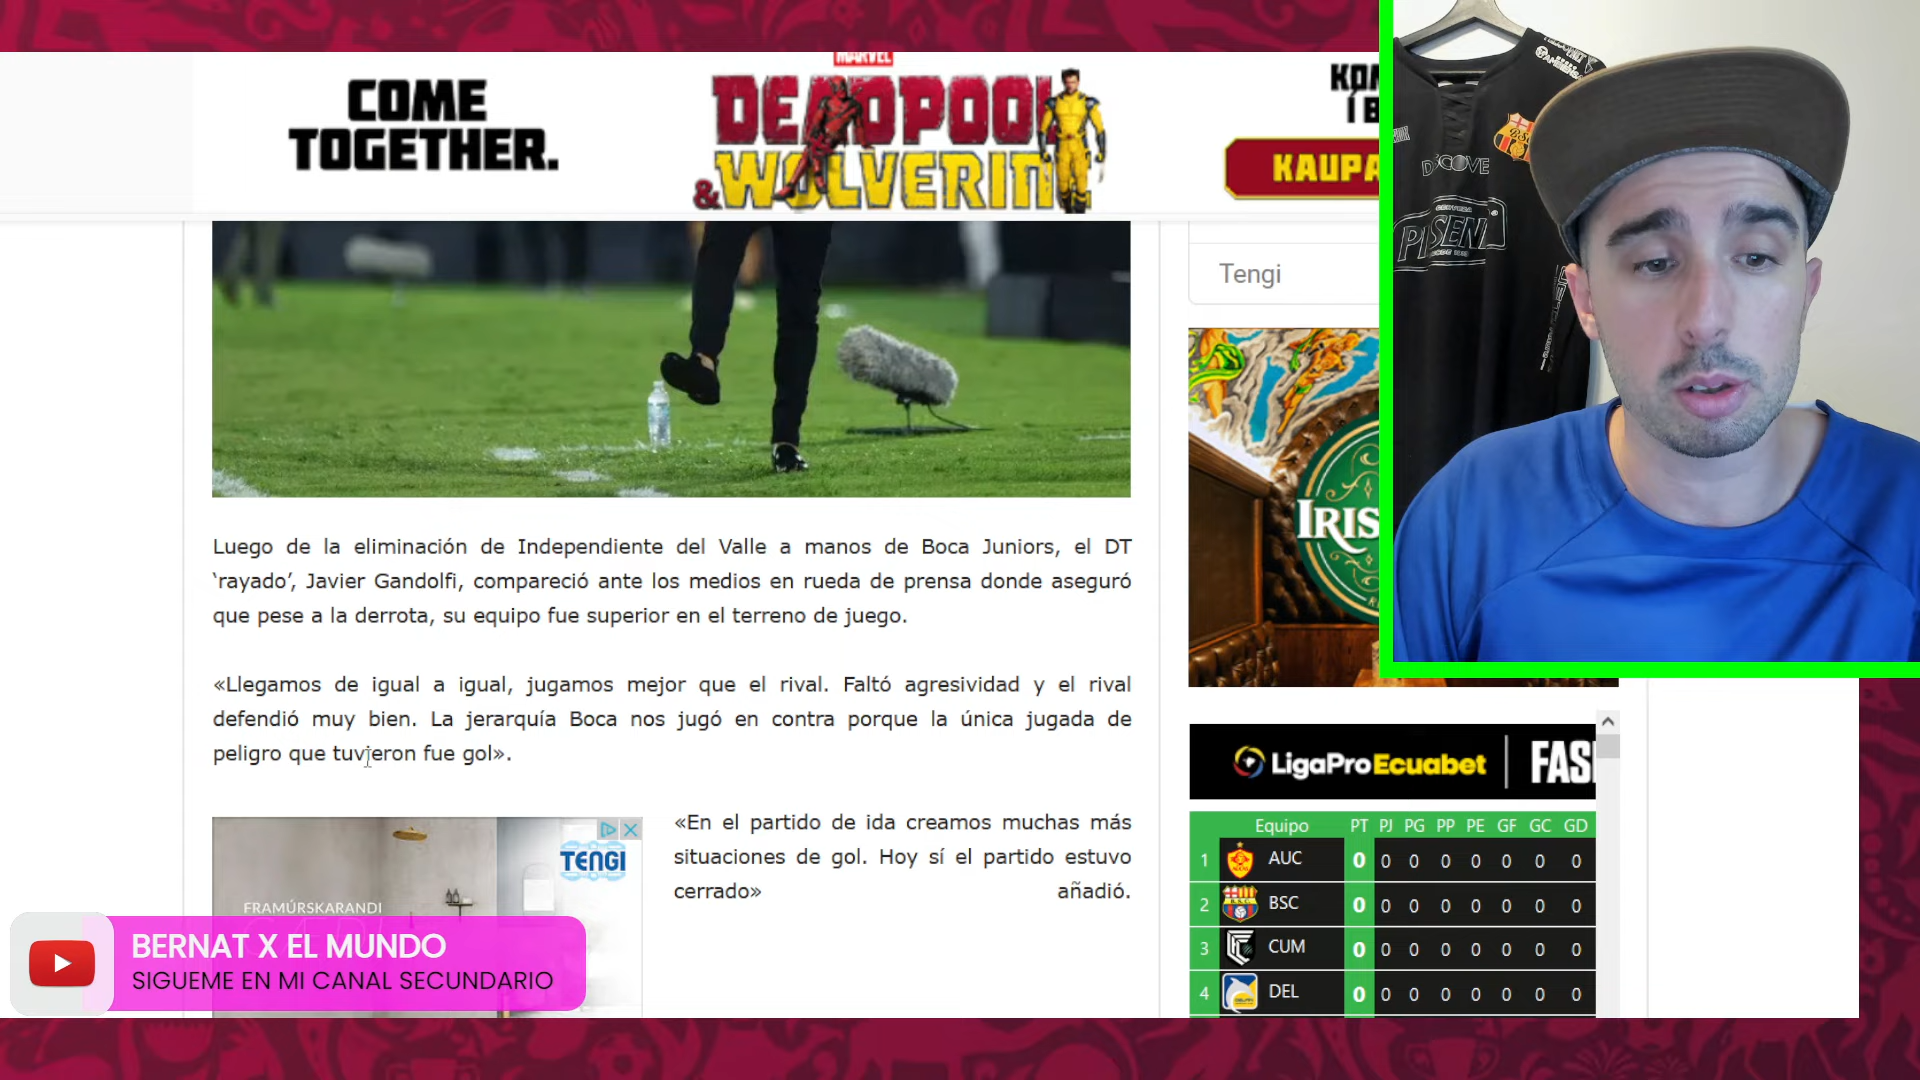 COME
TOGETHER.
MARVEL
DEADPOOL
& WOLVERIN
KAUPA
Tengi
IRIS
DISCOVE
PILSEN
Luego de la eliminación de Independiente del Valle a manos de Boca Juniors, el DT
‘rayado’, Javier Gandolfi, compareció ante los medios en rueda de prensa donde aseguró
que pese a la derrota, su equipo fue superior en el terreno de juego.
«Llegamos de igual a igual, jugamos mejor que el rival. Faltó agresividad y el rival
defendió muy bien. La jerarquía Boca nos jugó en contra porque la única jugada de
peligro que tuvieron fue gol».
«En el partido de ida creamos muchas más
situaciones de gol. Hoy sí el partido estuvo
cerrado» añadió.
TENGI
FRAMÚRSKARANDI
BERNAT X EL MUNDO
SIGUEME EN MI CANAL SECUNDARIO
LigaPro Ecuabet FAS
Equipo PT PJ PG PP PE GF GC GD
1 AUC 0 0 0 0 0 0 0 0
2 BSC 0 0 0 0 0 0 0 0
3 CUM 0 0 0 0 0 0 0 0
4 DEL 0 0 0 0 0 0 0 0